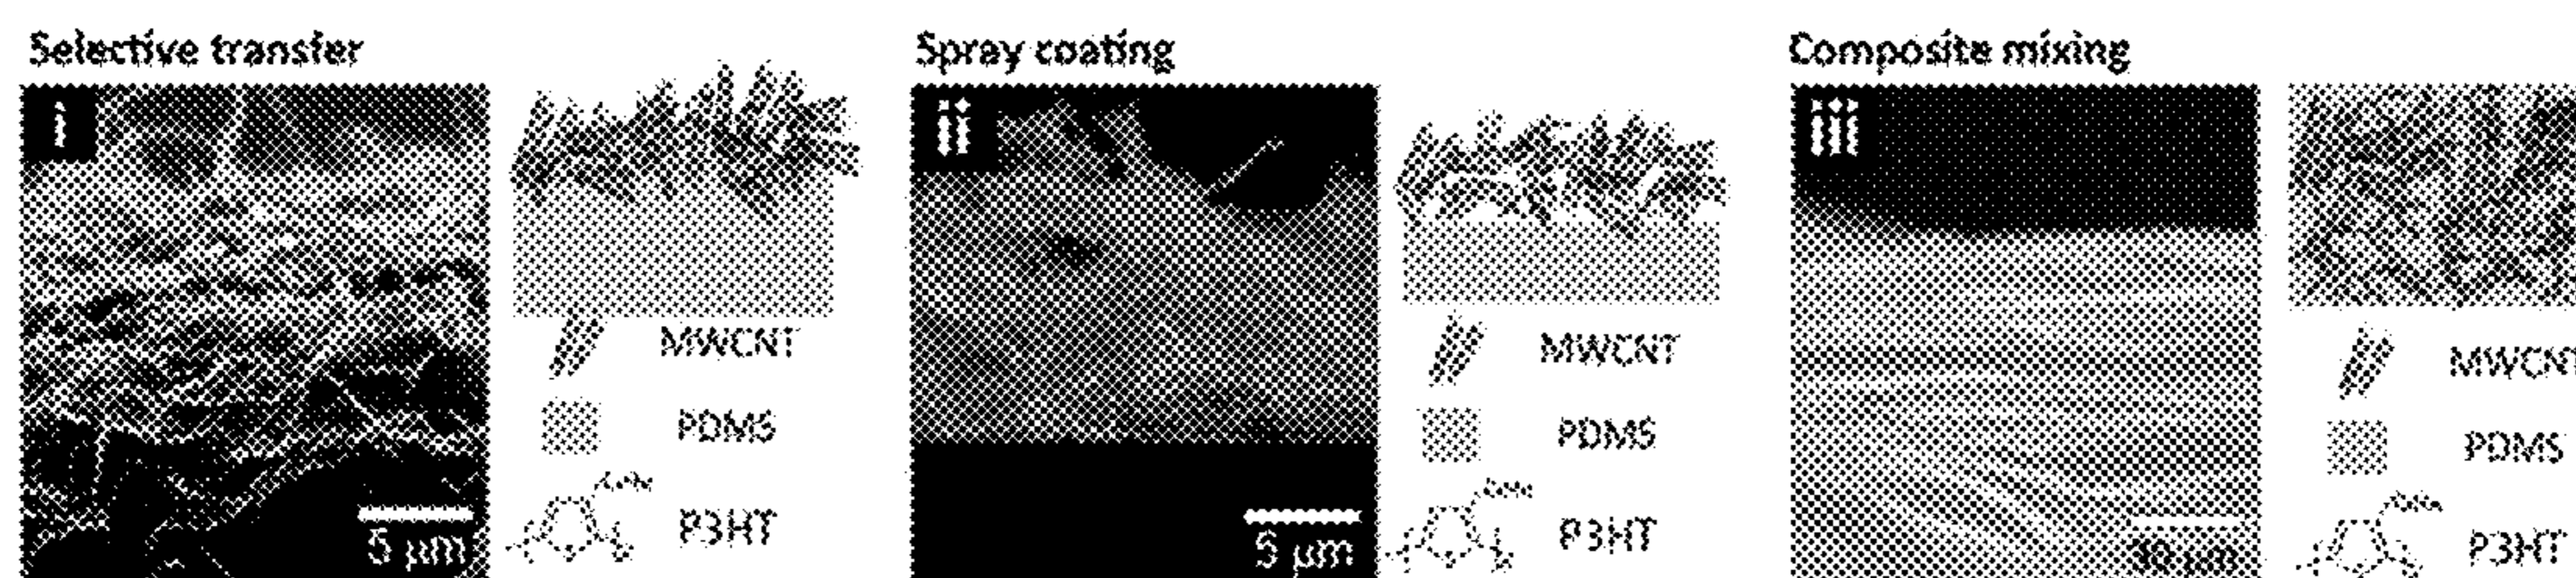 Selective transfer
i
MWCNT
PDMS
P3HT
5 µm
Spray coating
ii
MWCNT
PDMS
P3HT
5 µm
Composite mixing
iii
MWCN
PDMS
P3HT